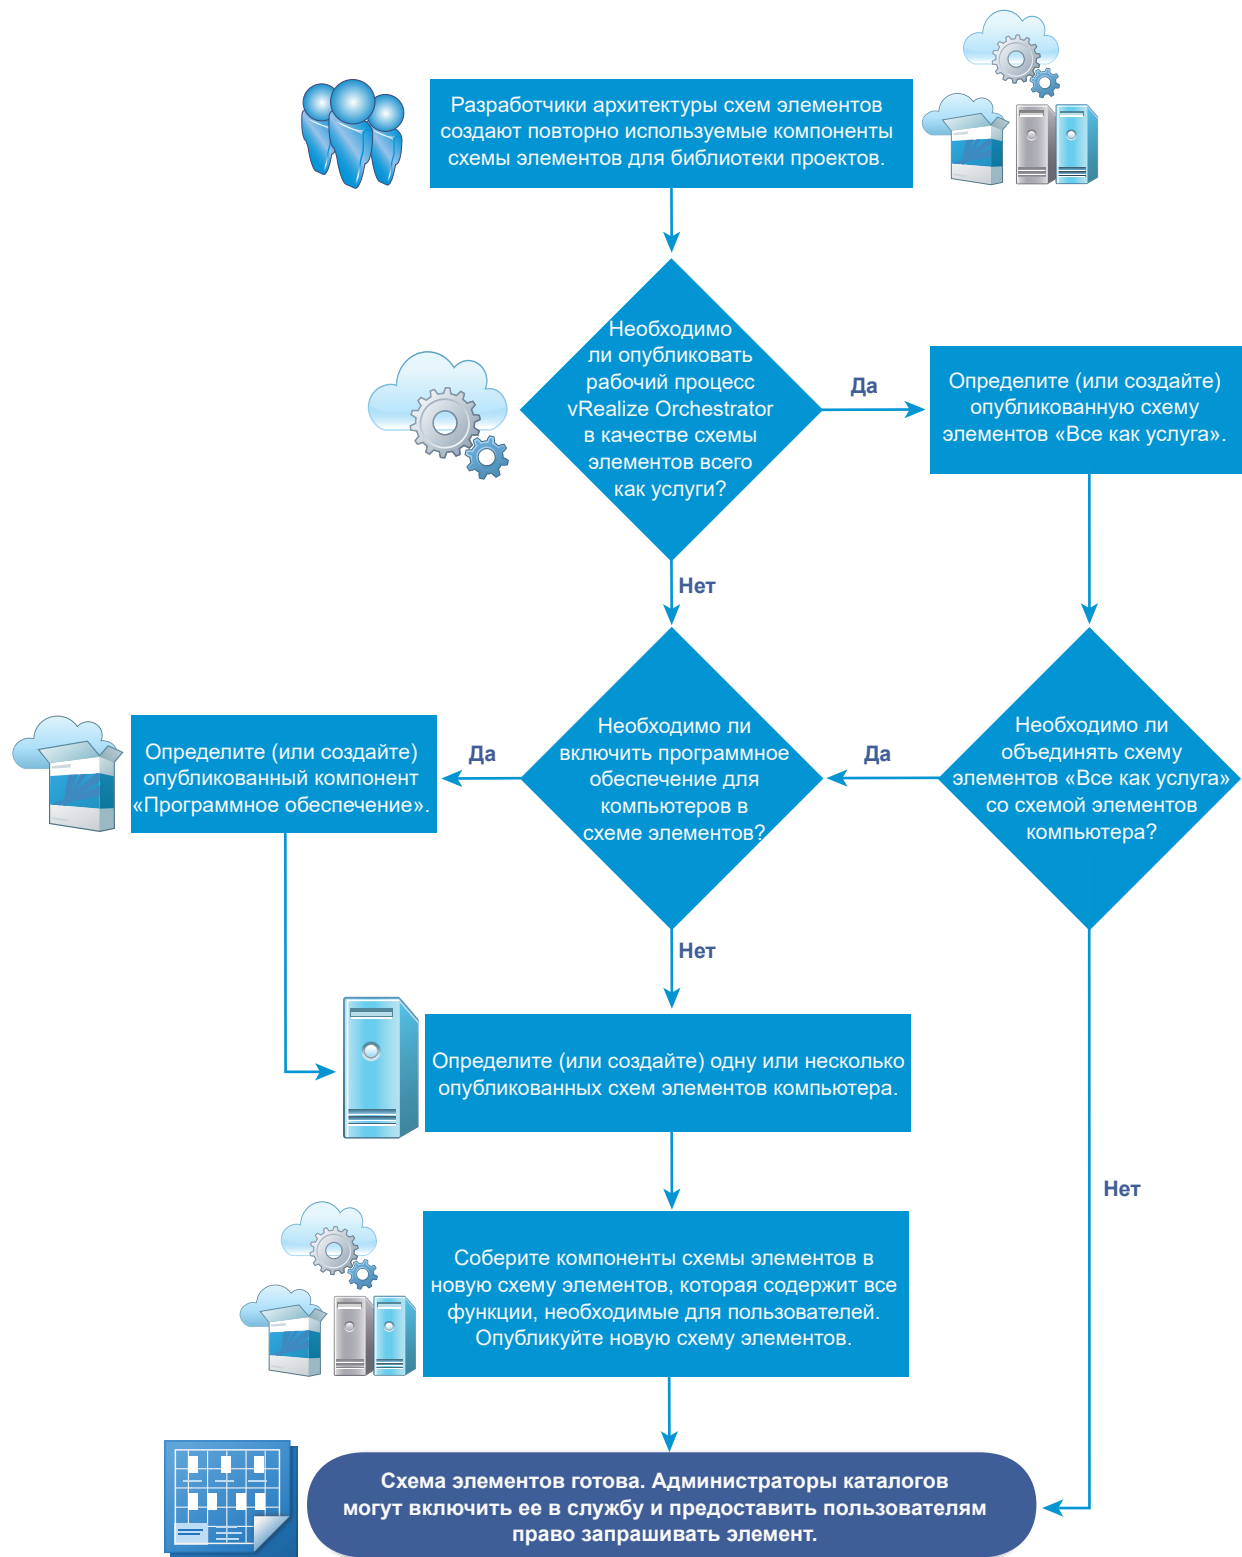 Разработчики архитектуры схем элементов
создают повторно используемые компоненты
схемы элементов для библиотеки проектов.
Необходимо
ли опубликовать
рабочий процесс
vRealize Orchestrator
в качестве схемы
элементов всего
как услуги?
Да
Определите (или создайте)
опубликованную схему
элементов «Все как услуга».
Нет
Определите (или создайте)
опубликованный компонент
«Программное обеспечение».
Да
Необходимо ли
включить программное
обеспечение для
компьютеров в
схеме элементов?
Да
Необходимо ли
объединять схему
элементов «Все как услуга»
со схемой элементов
компьютера?
Нет
Определите (или создайте) одну или несколько
опубликованных схем элементов компьютера.
Нет
Соберите компоненты схемы элементов в
новую схему элементов, которая содержит все
функции, необходимые для пользователей.
Опубликуйте новую схему элементов.
Схема элементов готова. Администраторы каталогов
могут включить ее в службу и предоставить пользователям
право запрашивать элемент.